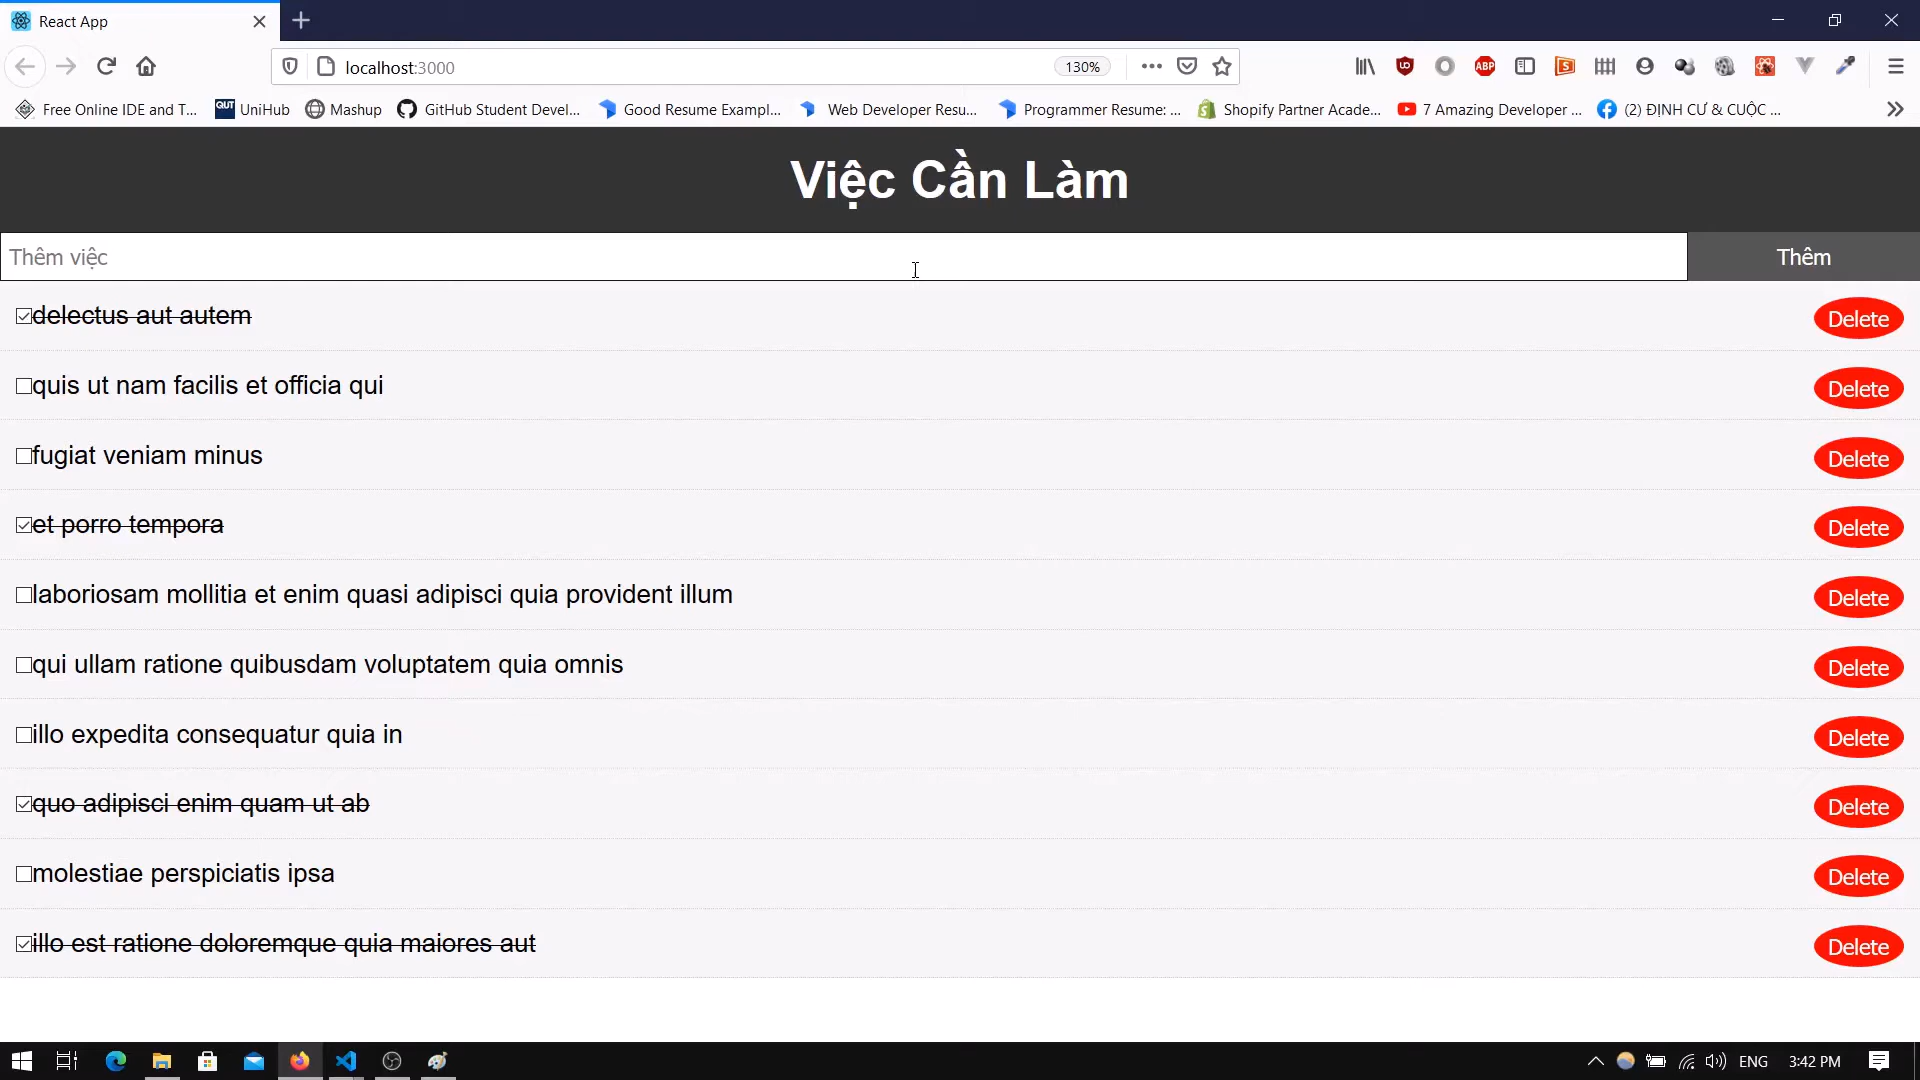 React App
localhost:3000
130%
Free Online IDE and T...
UniHub
Mashup
GitHub Student Devel...
Good Resume Exampl...
Web Developer Resu...
Programmer Resume: ...
Shopify Partner Acade...
7 Amazing Developer ...
(2) ĐỊNH CƯ & CUỘC ...
Việc Cần Làm
Thêm việc
Thêm
delectus aut autem
Delete
quis ut nam facilis et officia qui
Delete
fugiat veniam minus
Delete
et porro tempora
Delete
laboriosam mollitia et enim quasi adipisci quia provident illum
Delete
qui ullam ratione quibusdam voluptatem quia omnis
Delete
illo expedita consequatur quia in
Delete
quo adipisci enim quam ut ab
Delete
molestiae perspiciatis ipsa
Delete
illo est ratione doloremque quia maiores aut
Delete
ENG
3:42 PM